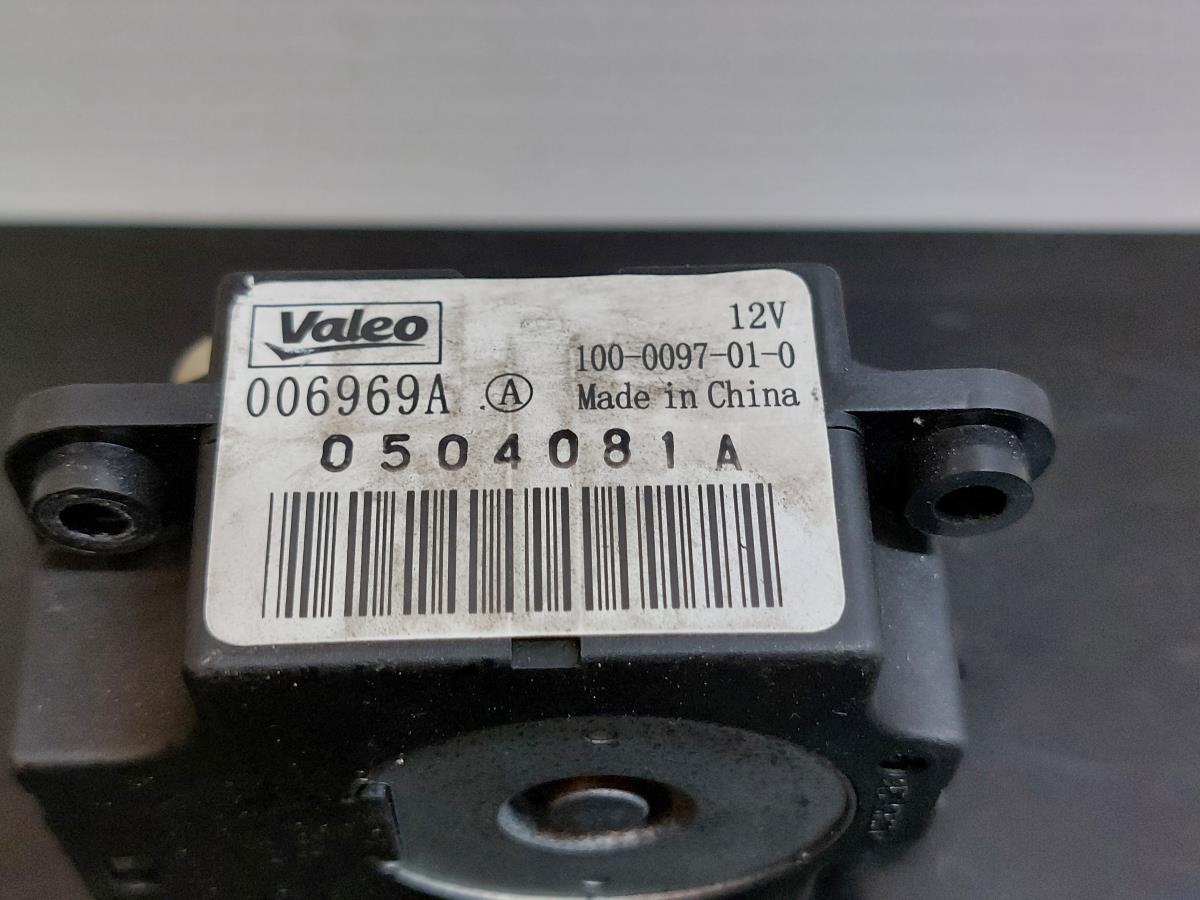 Valeo
12V
100-0097-01-0
006969A Ⓐ Made in China
0504081A